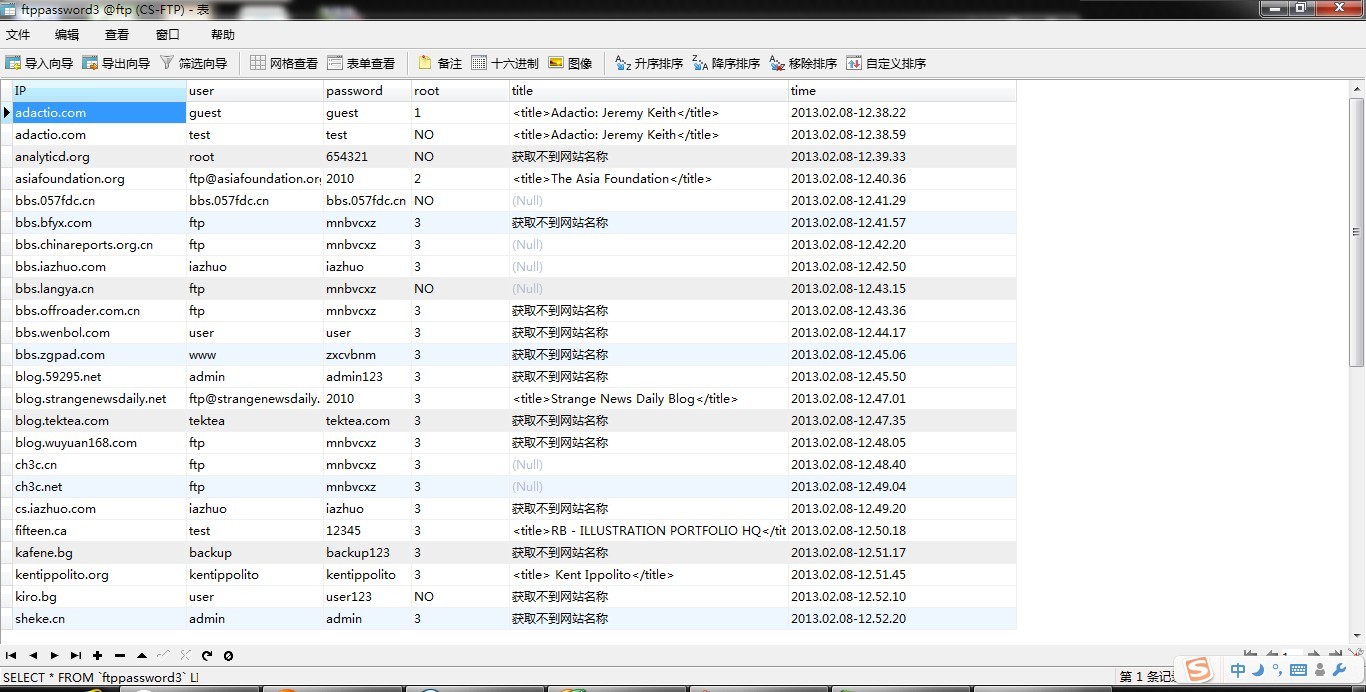 ftppassword3 @ftp (CS-FTP) - 表
文件 编辑 查看 窗口 帮助
导入向导 导出向导 筛选向导 网格查看 表单查看 备注 十六进制 图像 升序排序 降序排序 移除排序 自定义排序
IP user password root title time
adactio.com guest guest 1 <title>Adactio: Jeremy Keith</title> 2013.02.08-12.38.22
adactio.com test test NO <title>Adactio: Jeremy Keith</title> 2013.02.08-12.38.59
analyticd.org root 654321 NO 获取不到网站名称 2013.02.08-12.39.33
asiafoundation.org ftp@asiafoundation.org 2010 2 <title>The Asia Foundation</title> 2013.02.08-12.40.36
bbs.057fdc.cn bbs.057fdc.cn bbs.057fdc.cn NO (Null) 2013.02.08-12.41.29
bbs.bfyx.com ftp mnbvcxz 3 获取不到网站名称 2013.02.08-12.41.57
bbs.chinareports.org.cn ftp mnbvcxz 3 (Null) 2013.02.08-12.42.20
bbs.iazhuo.com iazhuo iazhuo 3 (Null) 2013.02.08-12.42.50
bbs.langya.cn ftp mnbvcxz NO (Null) 2013.02.08-12.43.15
bbs.offroader.com.cn ftp mnbvcxz 3 获取不到网站名称 2013.02.08-12.43.36
bbs.wenbol.com user user 3 获取不到网站名称 2013.02.08-12.44.17
bbs.zgpad.com www zxcvbnm 3 获取不到网站名称 2013.02.08-12.45.06
blog.59295.net admin admin123 3 获取不到网站名称 2013.02.08-12.45.50
blog.strangenewsdaily.net ftp@strangenewsdaily. 2010 3 <title>Strange News Daily Blog</title> 2013.02.08-12.47.01
blog.tektea.com tektea tektea.com 3 获取不到网站名称 2013.02.08-12.47.35
blog.wuyuan168.com ftp mnbvcxz 3 获取不到网站名称 2013.02.08-12.48.05
ch3c.cn ftp mnbvcxz 3 (Null) 2013.02.08-12.48.40
ch3c.net ftp mnbvcxz 3 (Null) 2013.02.08-12.49.04
cs.iazhuo.com iazhuo iazhuo 3 获取不到网站名称 2013.02.08-12.49.20
fifteen.ca test 12345 3 <title>RB - ILLUSTRATION PORTFOLIO HQ</tit 2013.02.08-12.50.18
kafene.bg backup backup123 3 获取不到网站名称 2013.02.08-12.51.17
kentippolito.org kentippolito kentippolito 3 <title> Kent Ippolito</title> 2013.02.08-12.51.45
kiro.bg user user123 NO 获取不到网站名称 2013.02.08-12.52.10
sheke.cn admin admin 3 获取不到网站名称 2013.02.08-12.52.20
1
SELECT * FROM `ftppassword3` LI 第 1 条记 中